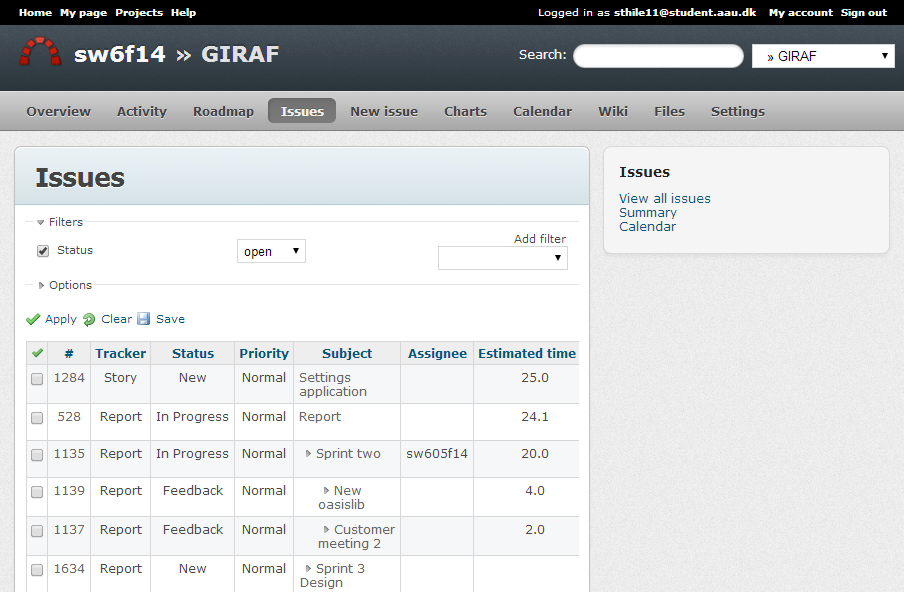 Home My page Projects Help Logged in as sthile11@student.aau.dk My account Sign out
sw6f14 » GIRAF Search: » GIRAF
Overview Activity Roadmap Issues New issue Charts Calendar Wiki Files Settings
Issues
Filters
Status open Add filter
Options
Apply Clear Save
# Tracker Status Priority Subject Assignee Estimated time
1284 Story New Normal Settings 25.0
application
528 Report In Progress Normal Report 24.1
1135 Report In Progress Normal Sprint two sw605f14 20.0
1139 Report Feedback Normal New 4.0
oasislib
1137 Report Feedback Normal Customer 2.0
meeting 2
1634 Report New Normal Sprint 3
Design
Issues
View all issues
Summary
Calendar